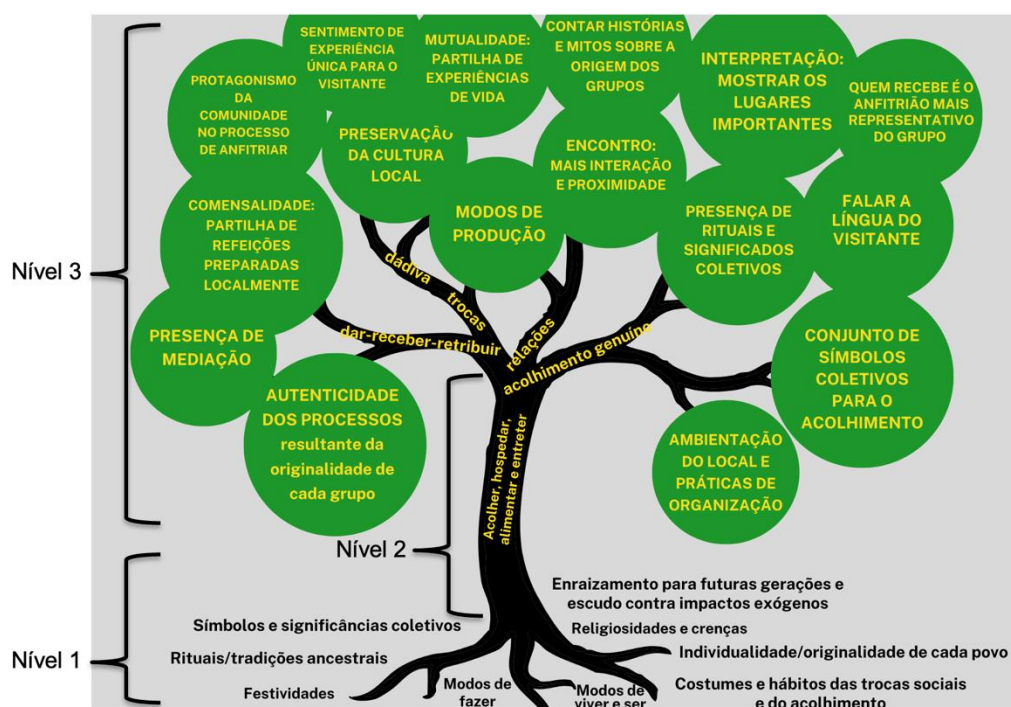 SENTIMENTO DE
EXPERIÊNCIA
ÚNICA PARA O
VISITANTE
MUTUALIDADE:
PARTILHA DE
EXPERIÊNCIAS
DE VIDA
CONTAR HISTÓRIAS
E MITOS SOBRE A
ORIGEM DOS
GRUPOS
INTERPRETAÇÃO:
MOSTRAR OS
LUGARES
IMPORTANTES
QUEM RECEBE É O
ANFITRIÃO MAIS
REPRESENTATIVO
DO GRUPO
PROTAGONISMO
DA
COMUNIDADE
NO PROCESSO
DE ANFITRIAR
PRESERVAÇÃO
DA CULTURA
LOCAL
ENCONTRO:
MAIS INTERAÇÃO
E PROXIMIDADE
COMENSALIDADE:
PARTILHA DE
REFEIÇÕES
PREPARADAS
LOCALMENTE
MODOS DE
PRODUÇÃO
PRESENÇA DE
RITUAIS E
SIGNIFICADOS
COLETIVOS
FALAR A
LÍNGUA DO
VISITANTE
Nível 3
PRESENÇA DE
MEDIAÇÃO
AUTENTICIDADE
DOS PROCESSOS
resultante da
originalidade de
cada grupo
CONJUNTO DE
SÍMBOLOS
COLETIVOS
PARA O
ACOLHIMENTO
AMBIENTAÇÃO
DO LOCAL E
PRÁTICAS DE
ORGANIZAÇÃO
dádiva
trocas
dar-receber-retribuir
relações
acolhimento genuíno
Acolher, hospedar,
alimentar e entreter
Nível 2
Enraizamento para futuras gerações e
escudo contra impactos exógenos
Símbolos e significâncias coletivos
Religiosidades e crenças
Nível 1
Rituais/tradições ancestrais
Individualidade/originalidade de cada povo
Festividades
Modos de
fazer
Modos de
viver e ser
Costumes e hábitos das trocas sociais
e do acolhimento